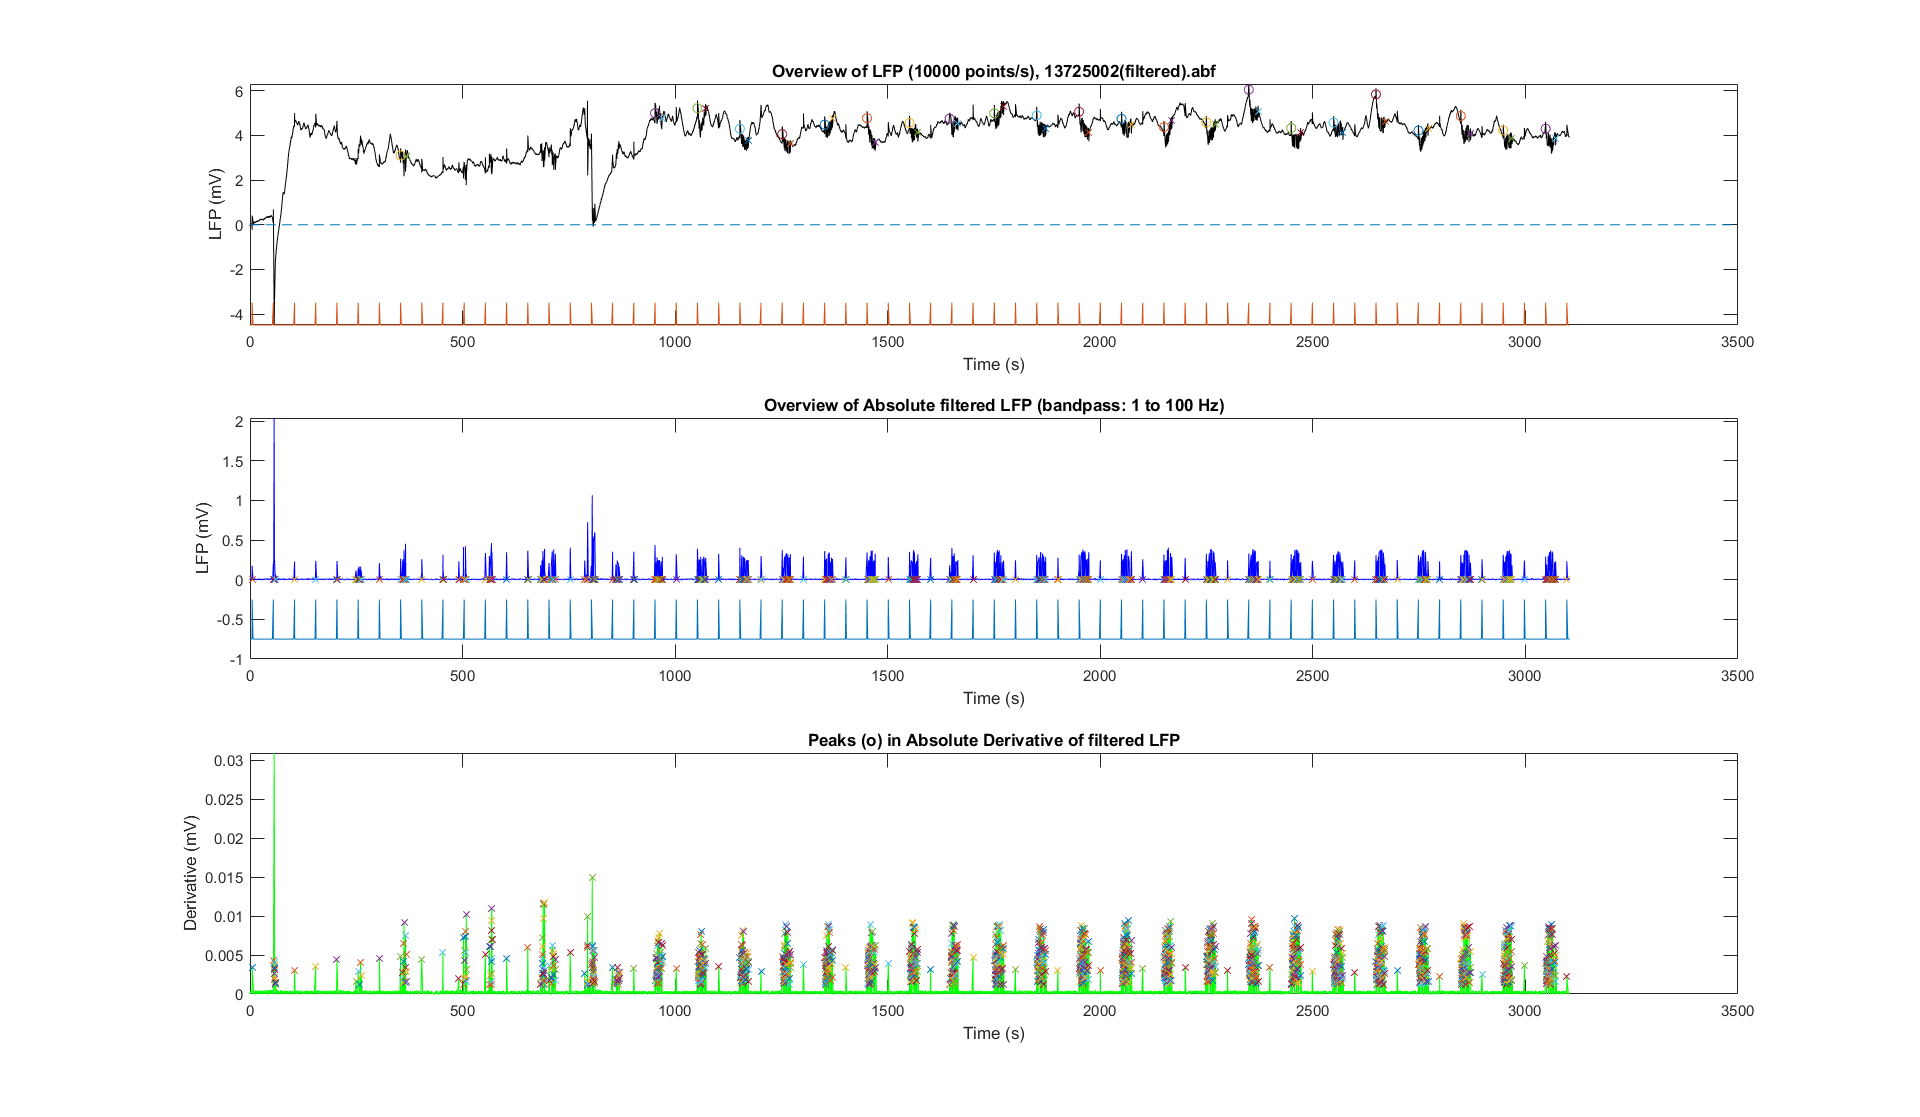 Overview of LFP (10000 points/s), 13725002(filtered).abf
6
4
2
0
-2
-4
LFP (mV)
0 500 1000 1500 2000 2500 3000 3500
Time (s)
Overview of Absolute filtered LFP (bandpass: 1 to 100 Hz)
2
1.5
1
0.5
0
-0.5
-1
LFP (mV)
0 500 1000 1500 2000 2500 3000 3500
Time (s)
Peaks (o) in Absolute Derivative of filtered LFP
0.03
0.025
0.02
0.015
0.01
0.005
0
Derivative (mV)
0 500 1000 1500 2000 2500 3000 3500
Time (s)